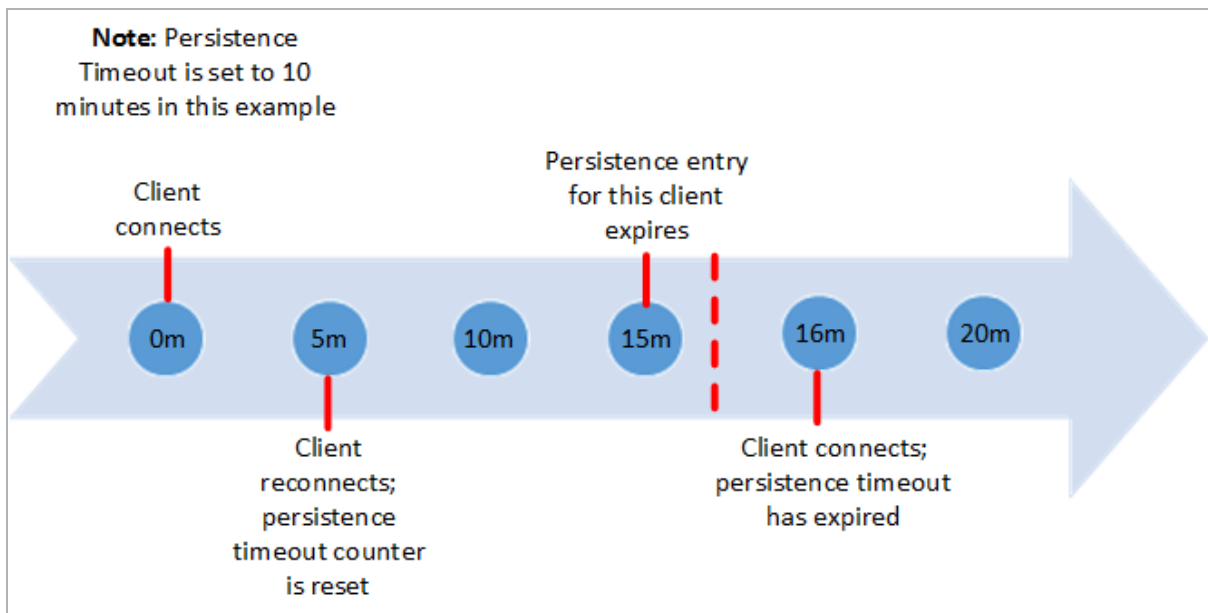 Note: Persistence
Timeout is set to 10
minutes in this example
Client
connects
Persistence entry
for this client
expires
0m
5m
10m
15m
16m
20m
Client
reconnects;
persistence
timeout counter
is reset
Client connects;
persistence timeout
has expired